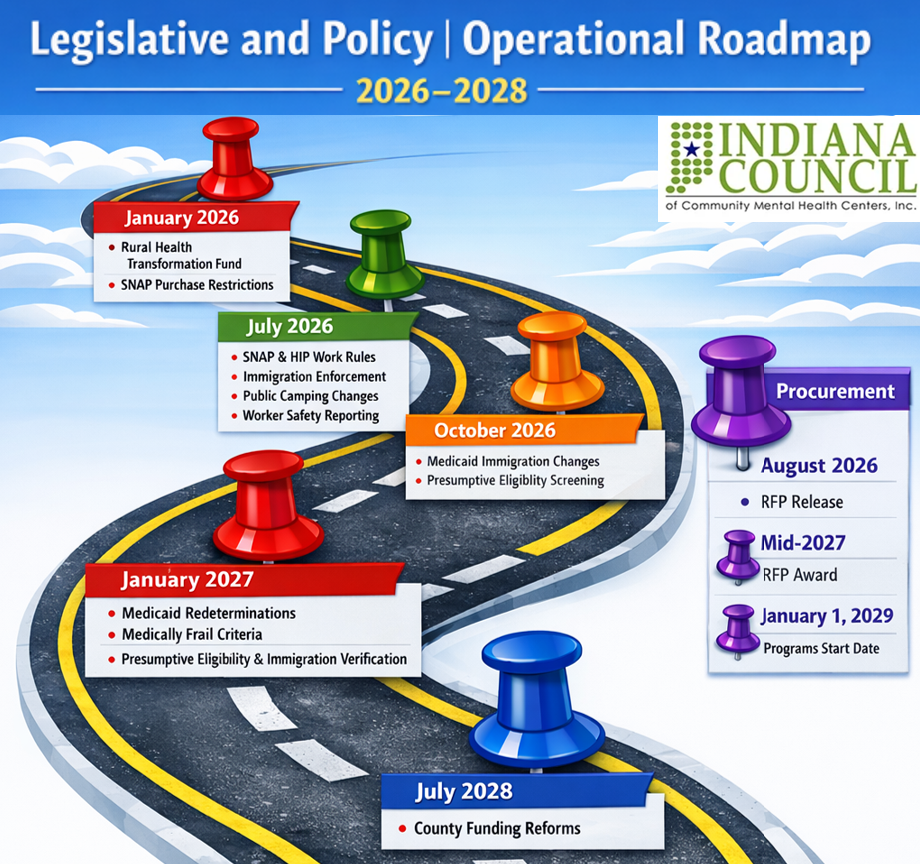 Legislative and Policy | Operational Roadmap
2026–2028
INDIANA
COUNCIL
of Community Mental Health Centers, Inc.
January 2026
• Rural Health
Transformation Fund
• SNAP Purchase Restrictions
July 2026
• SNAP & HIP Work Rules
• Immigration Enforcement
• Public Camping Changes
• Worker Safety Reporting
October 2026
• Medicaid Immigration Changes
• Presumptive Eligiblity Screening
January 2027
• Medicaid Redeterminations
• Medically Frail Criteria
• Presumptive Eligibility & Immigration Verification
July 2028
• County Funding Reforms
Procurement
August 2026
• RFP Release
Mid-2027
RFP Award
January 1, 2029
Programs Start Date